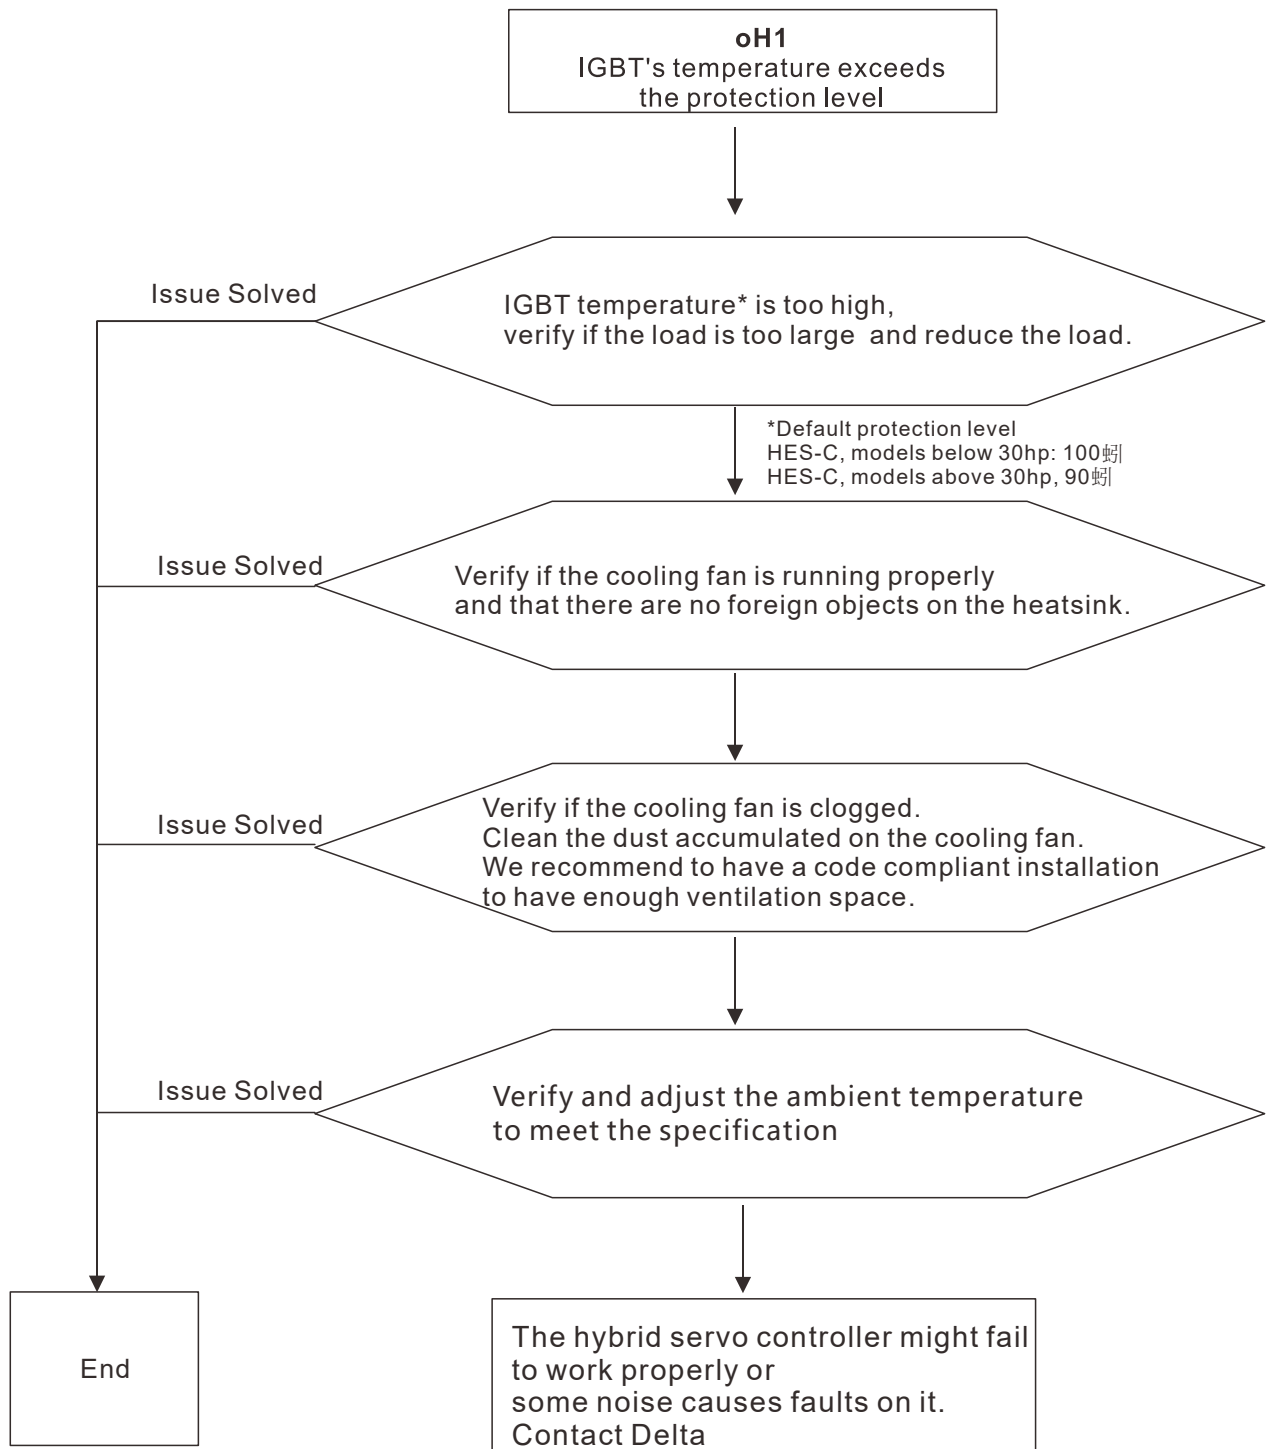 oH1
IGBT's temperature exceeds
the protection level
Issue Solved
IGBT temperature* is too high,
verify if the load is too large and reduce the load.
*Default protection level
HES-C, models below 30hp: 100蚓
HES-C, models above 30hp, 90蚓
Issue Solved
Verify if the cooling fan is running properly
and that there are no foreign objects on the heatsink.
Issue Solved
Verify if the cooling fan is clogged.
Clean the dust accumulated on the cooling fan.
We recommend to have a code compliant installation
to have enough ventilation space.
Issue Solved
Verify and adjust the ambient temperature
to meet the specification
End
The hybrid servo controller might fail
to work properly or
some noise causes faults on it.
Contact Delta